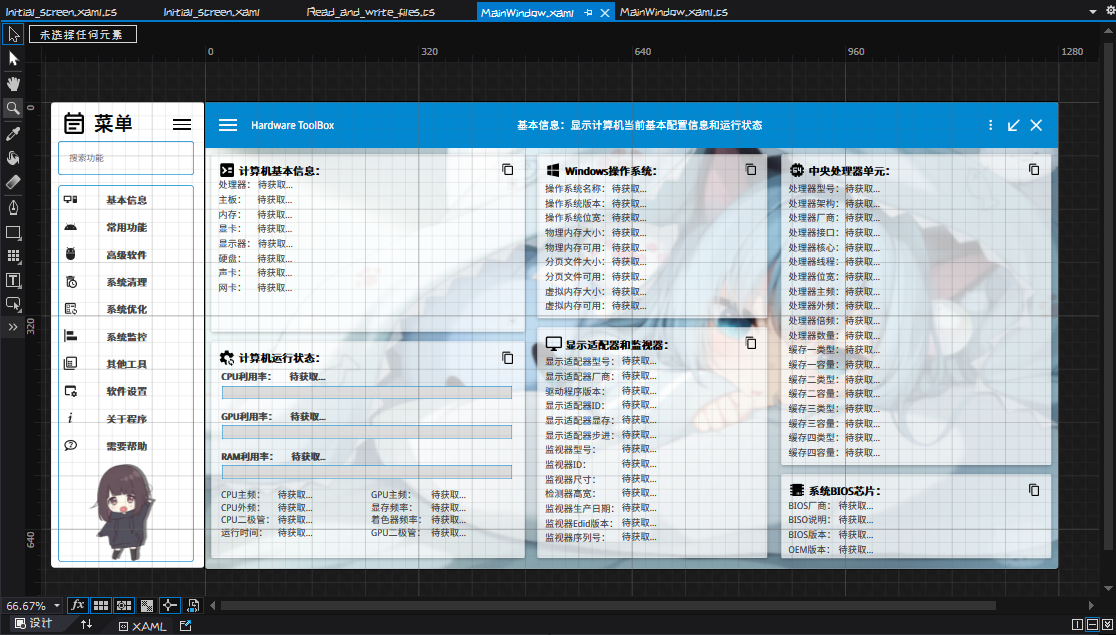 Initial_screen.xaml.cs
Initial_screen.xaml
Read_and_write_files.cs
MainWindow.xaml
MainWindow.xaml.cs
未选择任何元素
0
320
640
960
1280
0
320
640
菜单
搜索功能
基本信息
常用功能
高级软件
系统清理
系统优化
系统监控
其他工具
软件设置
关于程序
需要帮助
Hardware ToolBox
基本信息：显示计算机当前基本配置信息和运行状态
计算机基本信息：
处理器： 待获取...
主板： 待获取...
内存： 待获取...
显卡： 待获取...
显示器： 待获取...
硬盘： 待获取...
声卡： 待获取...
网卡： 待获取...
计算机运行状态：
CPU利用率： 待获取...
GPU利用率： 待获取...
RAM利用率： 待获取...
CPU主频： 待获取... GPU主频： 待获取...
CPU外频： 待获取... 显存频率： 待获取...
CPU二极管： 待获取... 着色器频率： 待获取...
运行时间： 待获取... GPU二极管： 待获取...
Windows操作系统：
操作系统名称： 待获取...
操作系统版本： 待获取...
操作系统位宽： 待获取...
物理内存大小： 待获取...
物理内存可用： 待获取...
分页文件大小： 待获取...
分页文件可用： 待获取...
虚拟内存大小： 待获取...
虚拟内存可用： 待获取...
显示适配器和监视器：
显示适配器型号： 待获取...
显示适配器厂商： 待获取...
驱动程序版本： 待获取...
显示适配器ID： 待获取...
显示适配器显存： 待获取...
显示适配器步进： 待获取...
监视器型号： 待获取...
监视器ID： 待获取...
监视器尺寸： 待获取...
检测器高宽： 待获取...
监视器生产日期： 待获取...
监视器Edid版本： 待获取...
监视器序列号： 待获取...
64
中央处理器单元：
处理器型号： 待获取...
处理器架构： 待获取...
处理器厂商： 待获取...
处理器接口： 待获取...
处理器核心： 待获取...
处理器线程： 待获取...
处理器位宽： 待获取...
处理器主频： 待获取...
处理器外频： 待获取...
处理器倍频： 待获取...
处理器数量： 待获取...
缓存一类型： 待获取...
缓存一容量： 待获取...
缓存二类型： 待获取...
缓存二容量： 待获取...
缓存三类型： 待获取...
缓存三容量： 待获取...
缓存四类型： 待获取...
缓存四容量： 待获取...
系统BIOS芯片：
BIOS厂商： 待获取...
BISO说明： 待获取...
BIOS版本： 待获取...
OEM版本： 待获取...
66.67%
fx
设计
XAML